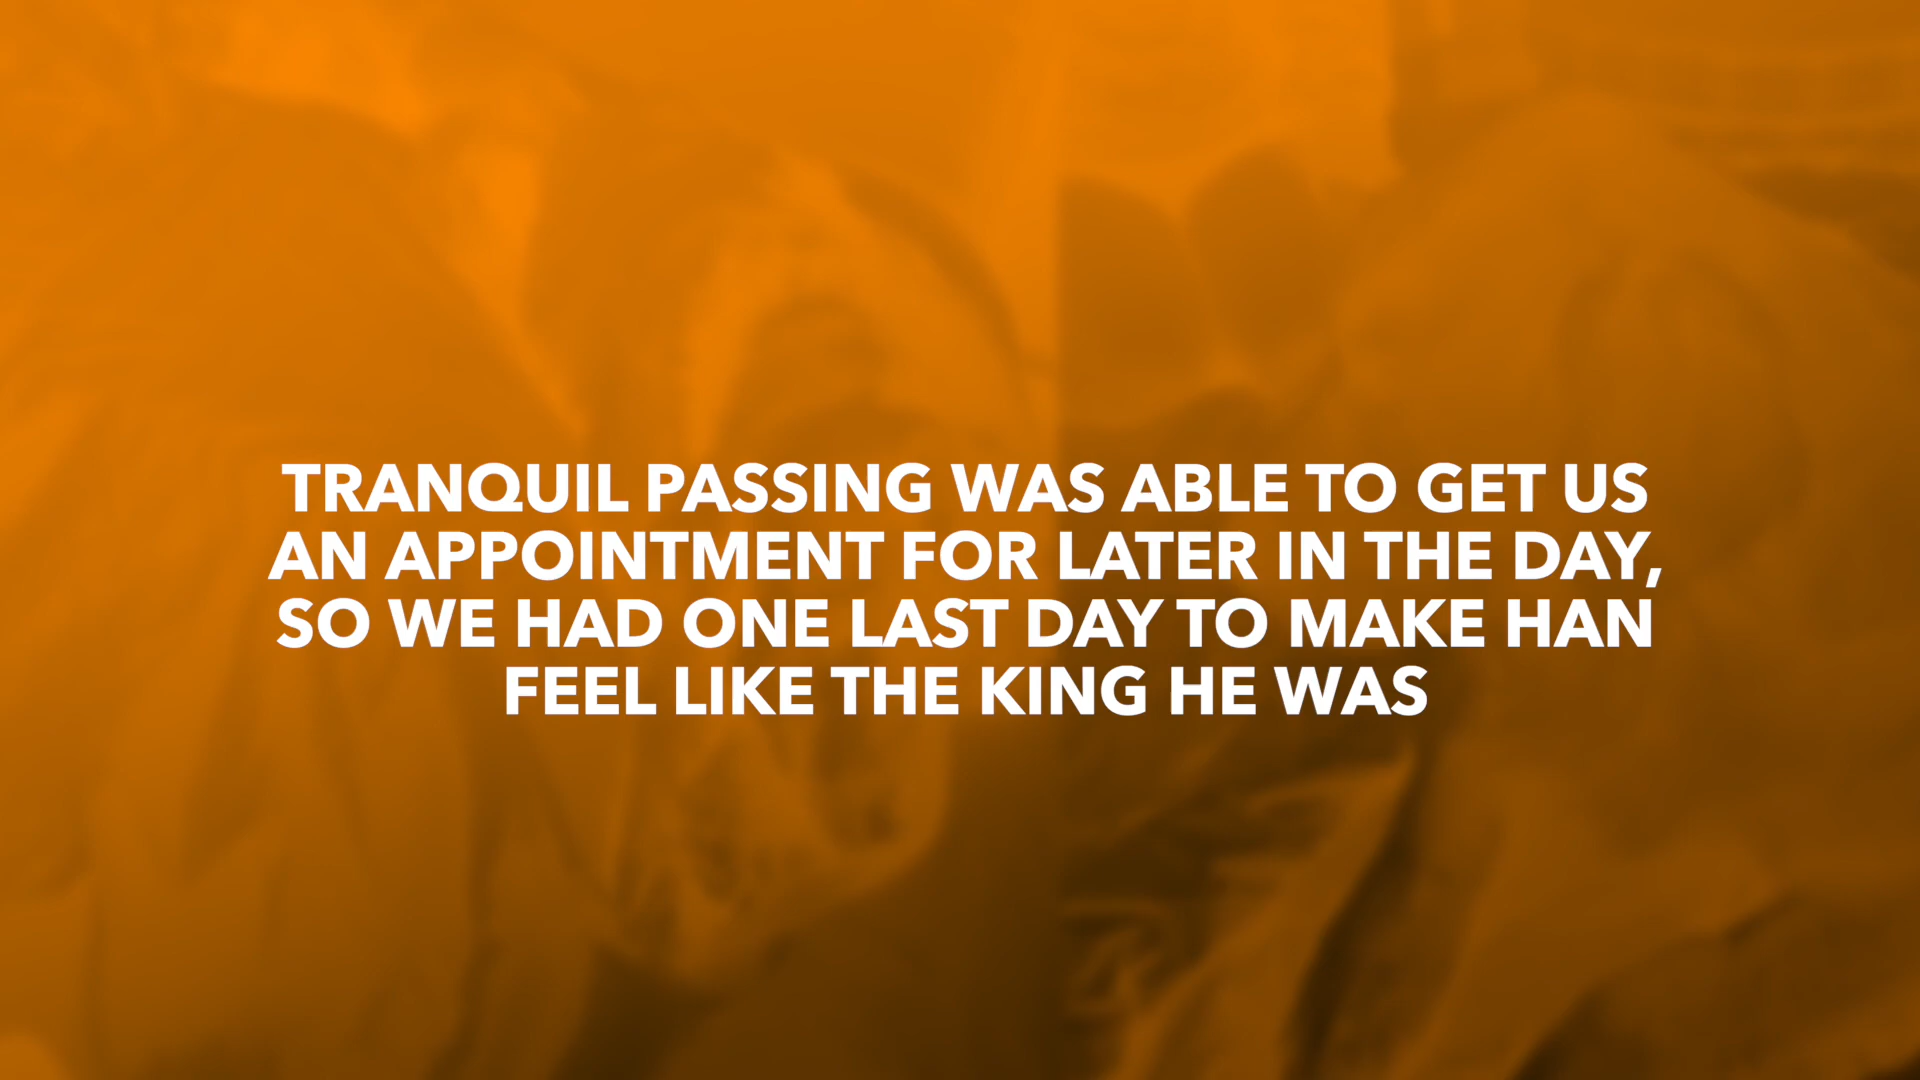 TRANQUIL PASSING WAS ABLE TO GET US
AN APPOINTMENT FOR LATER IN THE DAY,
SO WE HAD ONE LAST DAY TO MAKE HAN
FEEL LIKE THE KING HE WAS